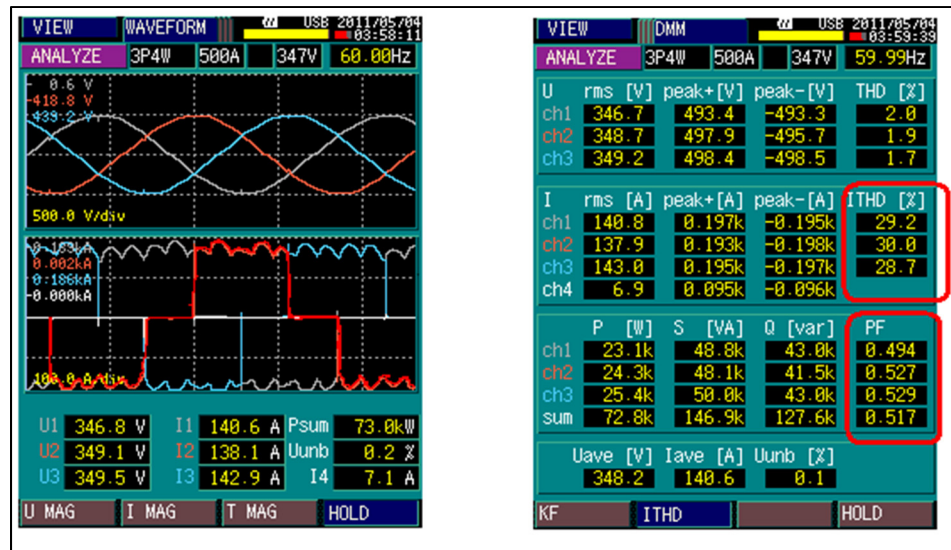 VIEW WAVEFORM USB 2011/05/04
03:58:11
ANALYZE 3P4W 500A 347V 60.00Hz
0.6 V
-418.8 V
439.2 V
500.0 V/div
0.183kA
0.002kA
0.186kA
-0.000kA
100.0 A/div
U1 346.8 V I1 140.6 A Psum 73.0kW
U2 349.1 V I2 138.1 A Uunb 0.2 %
U3 349.5 V I3 142.9 A I4 7.1 A
U MAG I MAG T MAG HOLD
VIEW DMM USB 2011/05/04
03:59:39
ANALYZE 3P4W 500A 347V 59.99Hz
U rms [V] peak+[V] peak-[V] THD [%]
ch1 346.7 493.4 -493.3 2.0
ch2 348.7 497.9 -495.7 1.9
ch3 349.2 498.4 -498.5 1.7
I rms [A] peak+[A] peak-[A] ITHD [%]
ch1 140.8 0.197k -0.195k 29.2
ch2 137.9 0.193k -0.198k 30.0
ch3 143.0 0.195k -0.197k 28.7
ch4 6.9 0.095k -0.096k
P [W] S [VA] Q [var] PF
ch1 23.1k 48.8k 43.0k 0.494
ch2 24.3k 48.1k 41.5k 0.527
ch3 25.4k 50.0k 43.0k 0.529
sum 72.8k 146.9k 127.6k 0.517
Uave [V] Iave [A] Uunb [%]
348.2 140.6 0.1
KF ITHD HOLD